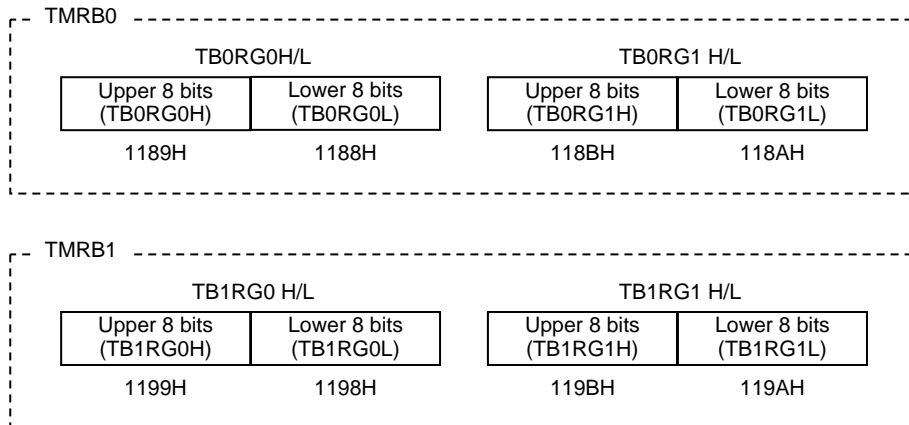 TMRB0
TB0RG0H/L TB0RG1 H/L
Upper 8 bits Lower 8 bits Upper 8 bits Lower 8 bits
(TB0RG0H) (TB0RG0L) (TB0RG1H) (TB0RG1L)
1189H 1188H 118BH 118AH
TMRB1
TB1RG0 H/L TB1RG1 H/L
Upper 8 bits Lower 8 bits Upper 8 bits Lower 8 bits
(TB1RG0H) (TB1RG0L) (TB1RG1H) (TB1RG1L)
1199H 1198H 119BH 119AH